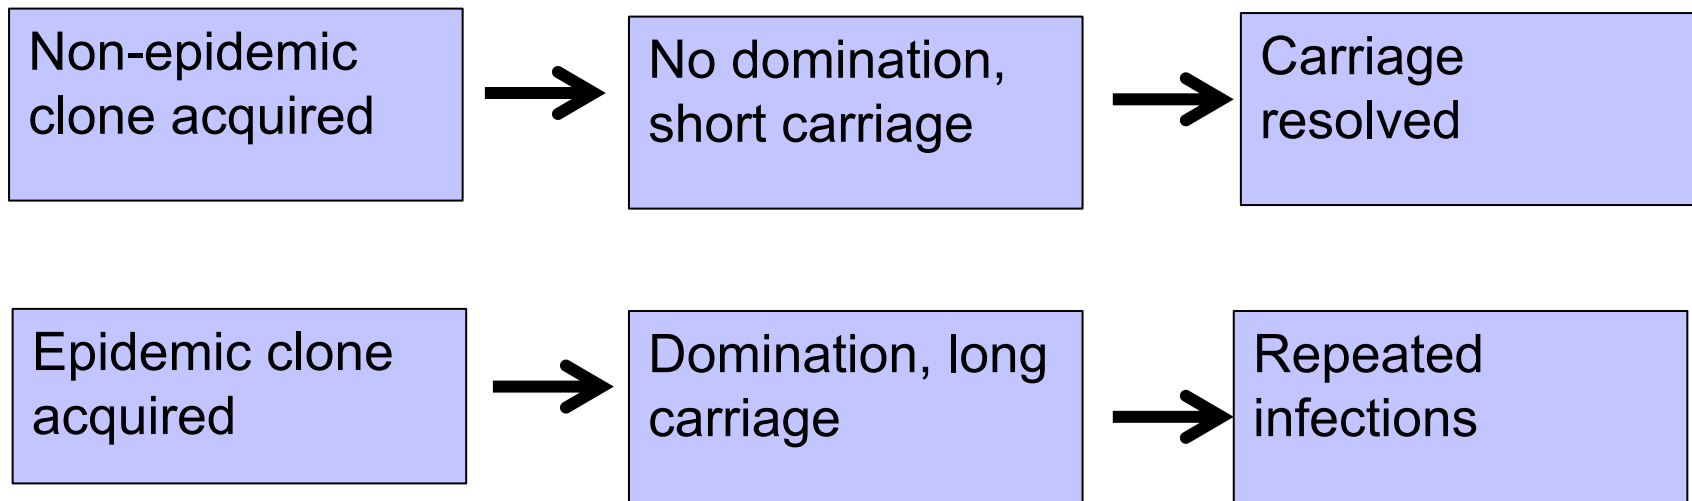 Non-epidemic
clone acquired
No domination,
short carriage
Carriage
resolved
Epidemic clone
acquired
Domination, long
carriage
Repeated
infections